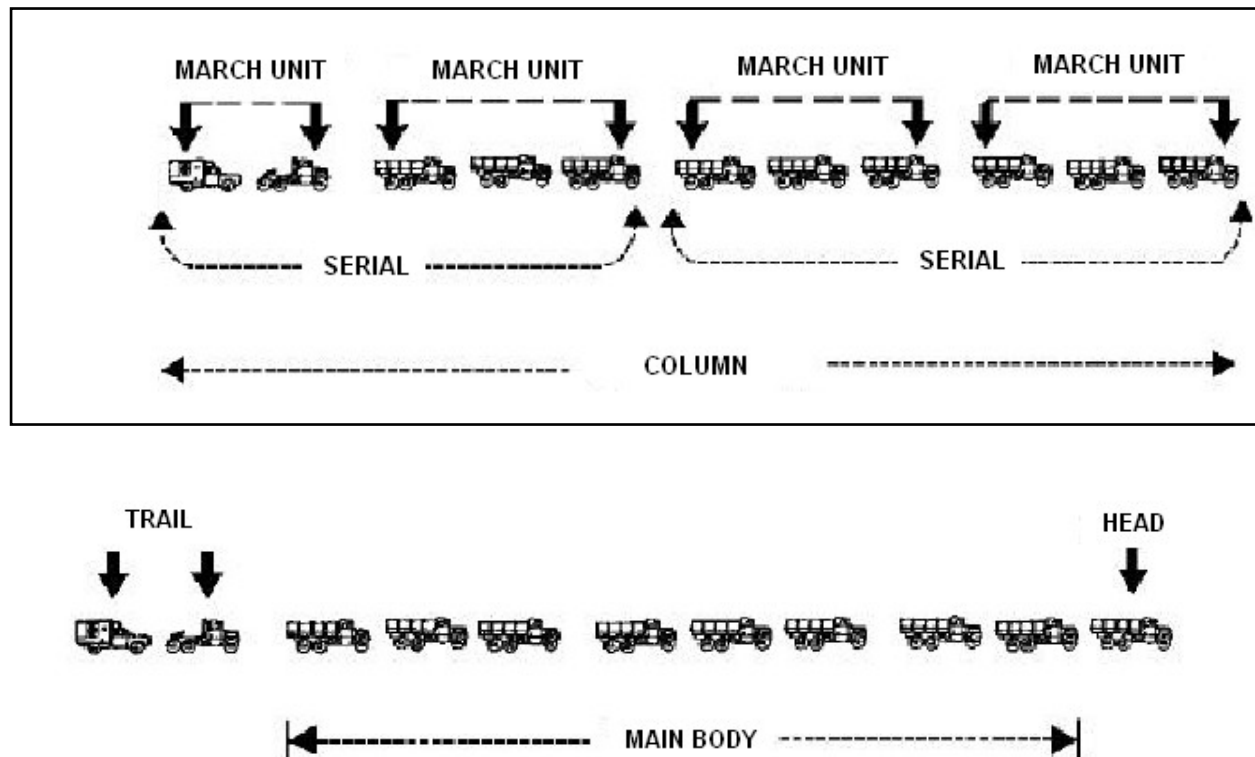 MARCH UNIT MARCH UNIT MARCH UNIT MARCH UNIT
SERIAL SERIAL
COLUMN
TRAIL HEAD
MAIN BODY